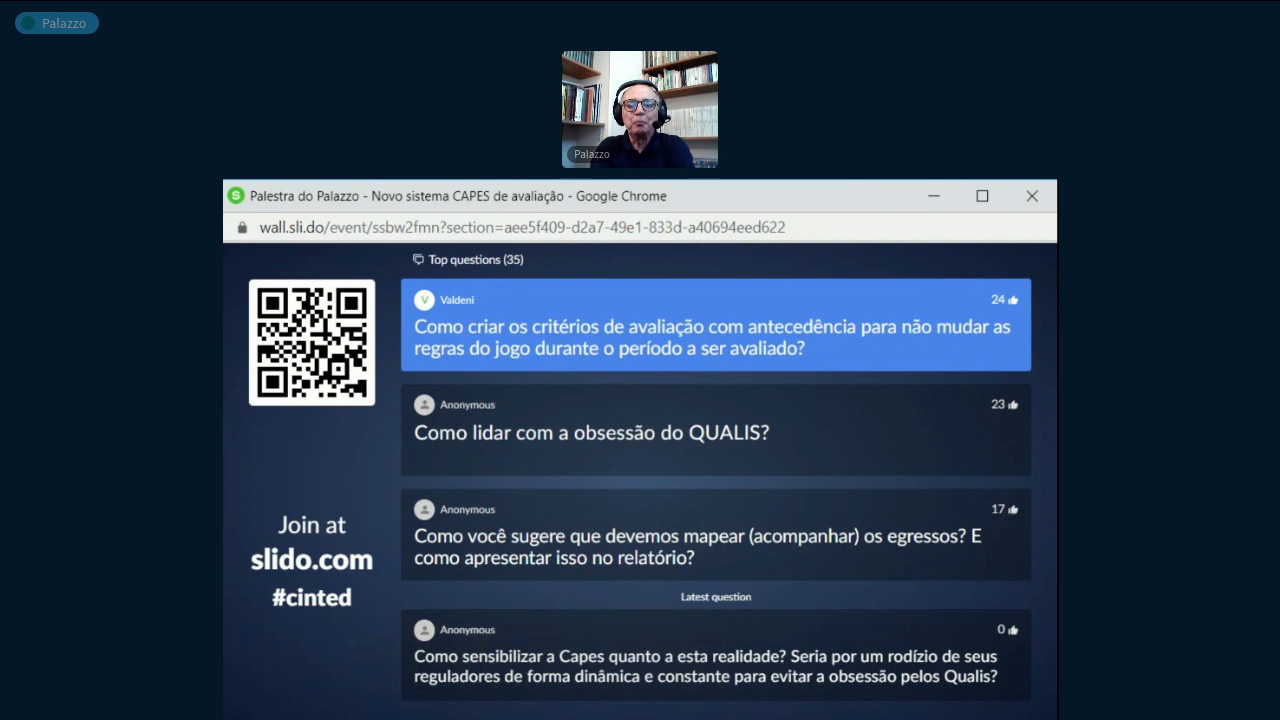 Palazzo
Palazzo
Palestra do Palazzo - Novo sistema CAPES de avaliação - Google Chrome
wall.sli.do/event/ssbw2fmn?section=aee5f409-d2a7-49e1-833d-a40694eed622
Top questions (35)
V Valdeni 24
Como criar os critérios de avaliação com antecedência para não mudar as
regras do jogo durante o período a ser avaliado?
Anonymous 23
Como lidar com a obsessão do QUALIS?
Anonymous 17
Como você sugere que devemos mapear (acompanhar) os egressos? E
como apresentar isso no relatório?
Join at
slido.com
#cinted
Latest question
Anonymous 0
Como sensibilizar a Capes quanto a esta realidade? Seria por um rodízio de seus
reguladores de forma dinâmica e constante para evitar a obsessão pelos Qualis?